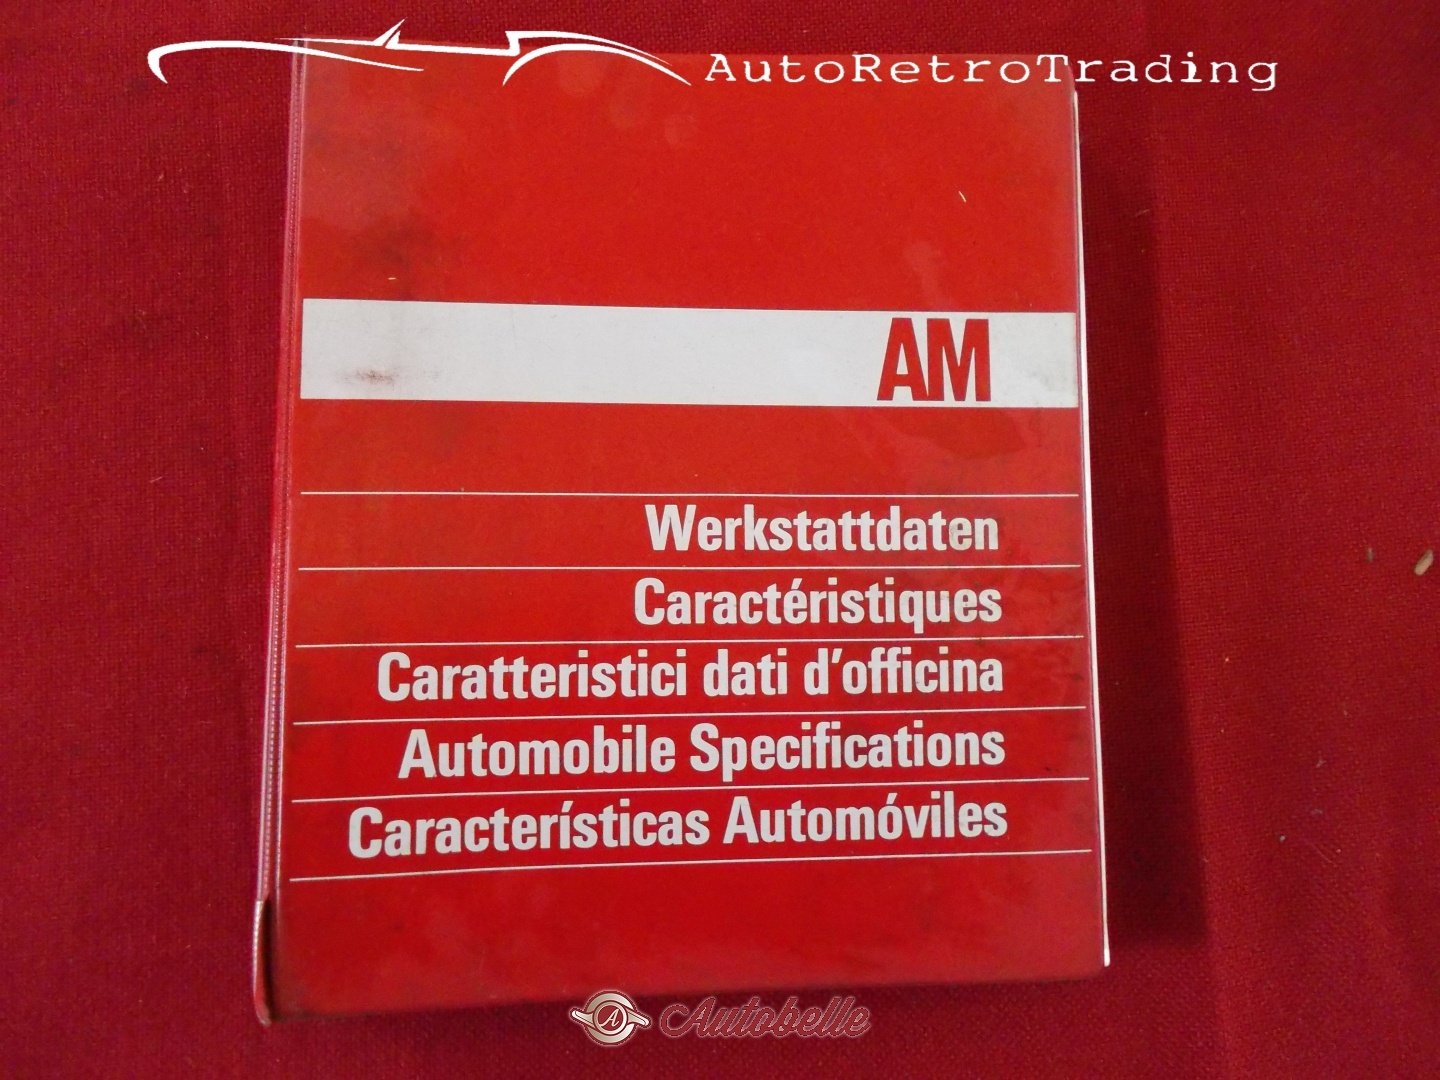 AutoRetroTrading
AM
Werkstattdaten
Caractéristiques
Caratteristici dati d'officina
Automobile Specifications
Características Automóviles
A Autobelle